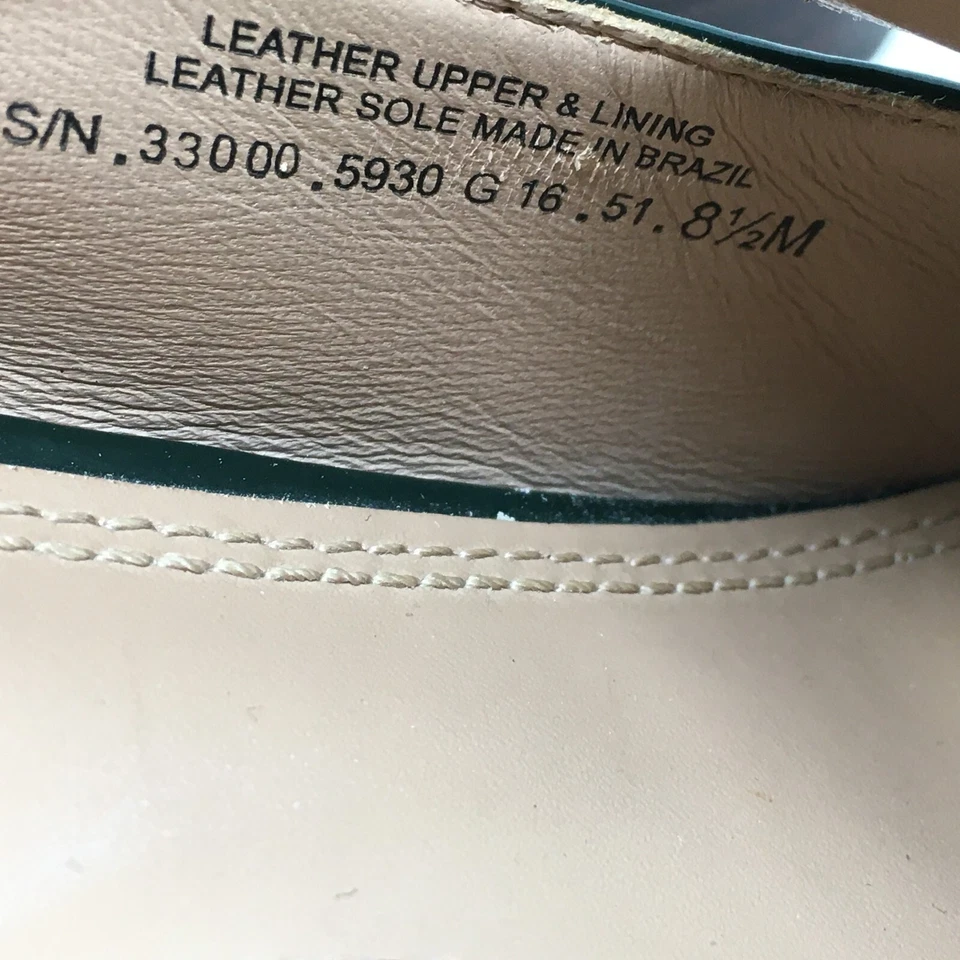 LEATHER UPPER & LINING
LEATHER SOLE MADE IN BRAZIL
S/N.33000.5930 G 16.51.8½M